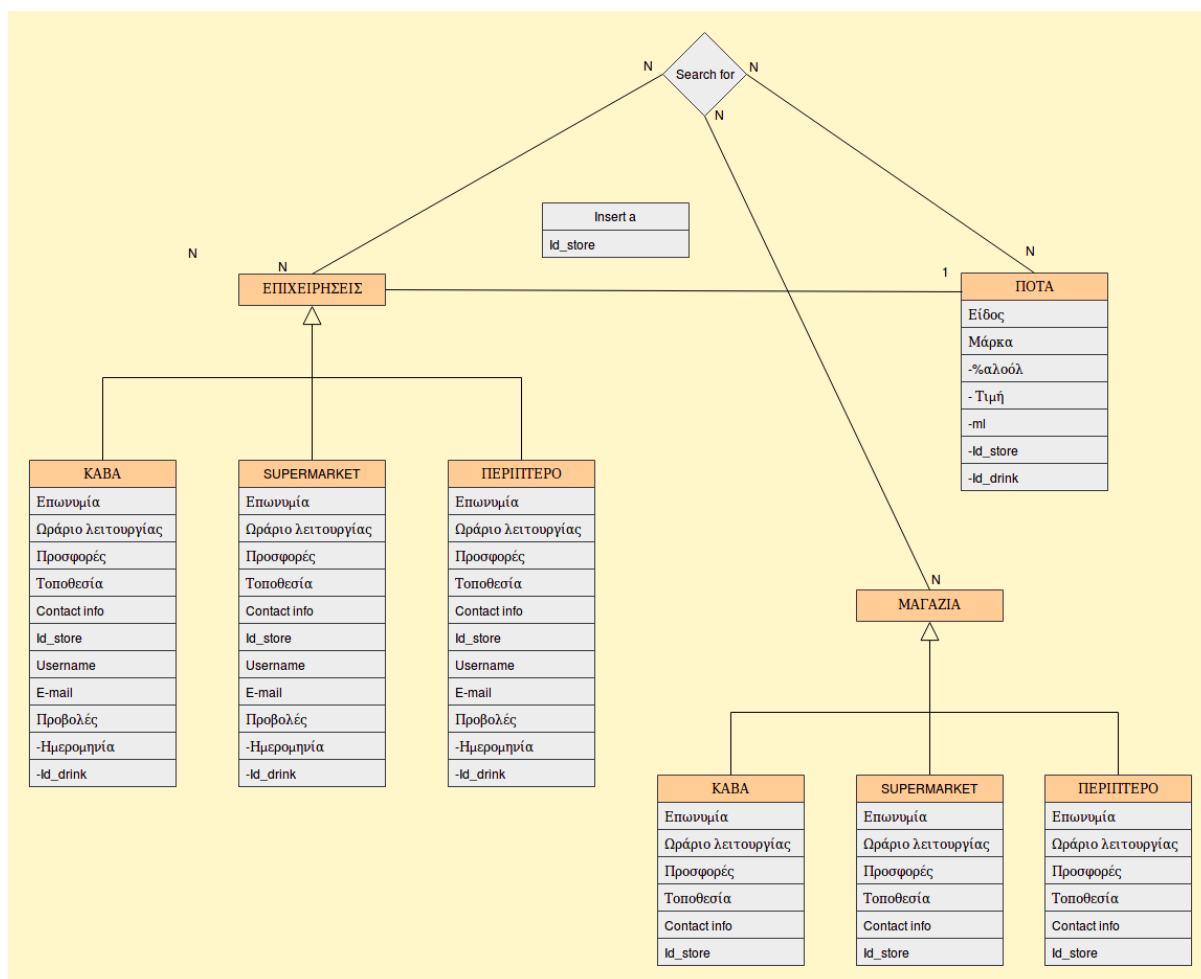 Search for
N
N
N
Insert a
Id_store
N
N
N
1
ΕΠΙΧΕΙΡΗΣΕΙΣ
ΠΟΤΑ
Είδος
Μάρκα
-%αλοόλ
- Τιμή
-ml
-Id_store
-Id_drink
ΚΑΒΑ
Επωνυμία
Ωράριο λειτουργίας
Προσφορές
Τοποθεσία
Contact info
Id_store
Username
E-mail
Προβολές
-Ημερομηνία
-Id_drink
SUPERMARKET
Επωνυμία
Ωράριο λειτουργίας
Προσφορές
Τοποθεσία
Contact info
Id_store
Username
E-mail
Προβολές
-Ημερομηνία
-Id_drink
ΠΕΡΙΠΤΕΡΟ
Επωνυμία
Ωράριο λειτουργίας
Προσφορές
Τοποθεσία
Contact info
Id_store
Username
E-mail
Προβολές
-Ημερομηνία
-Id_drink
N
ΜΑΓΑΖΙΑ
ΚΑΒΑ
Επωνυμία
Ωράριο λειτουργίας
Προσφορές
Τοποθεσία
Contact info
Id_store
SUPERMARKET
Επωνυμία
Ωράριο λειτουργίας
Προσφορές
Τοποθεσία
Contact info
Id_store
ΠΕΡΙΠΤΕΡΟ
Επωνυμία
Ωράριο λειτουργίας
Προσφορές
Τοποθεσία
Contact info
Id_store